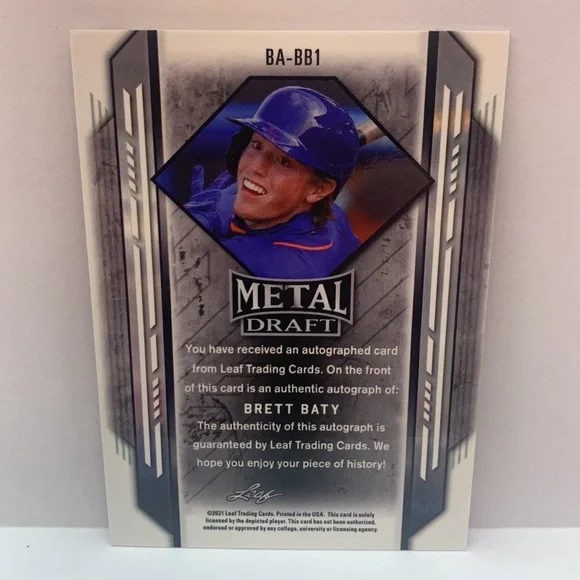 BA-BB1
METAL
DRAFT
You have received an autographed card
from Leaf Trading Cards. On the front
of this card is an authentic autograph of:
BRETT BATY
The authenticity of this autograph is
guaranteed by Leaf Trading Cards. We
hope you enjoy your piece of history!
Leaf
©2021 Leaf Trading Cards. Printed in the USA. This card is solely
licensed by the depicted player. This card has not been authorized,
endorsed or approved by any college, university or licensing agency.